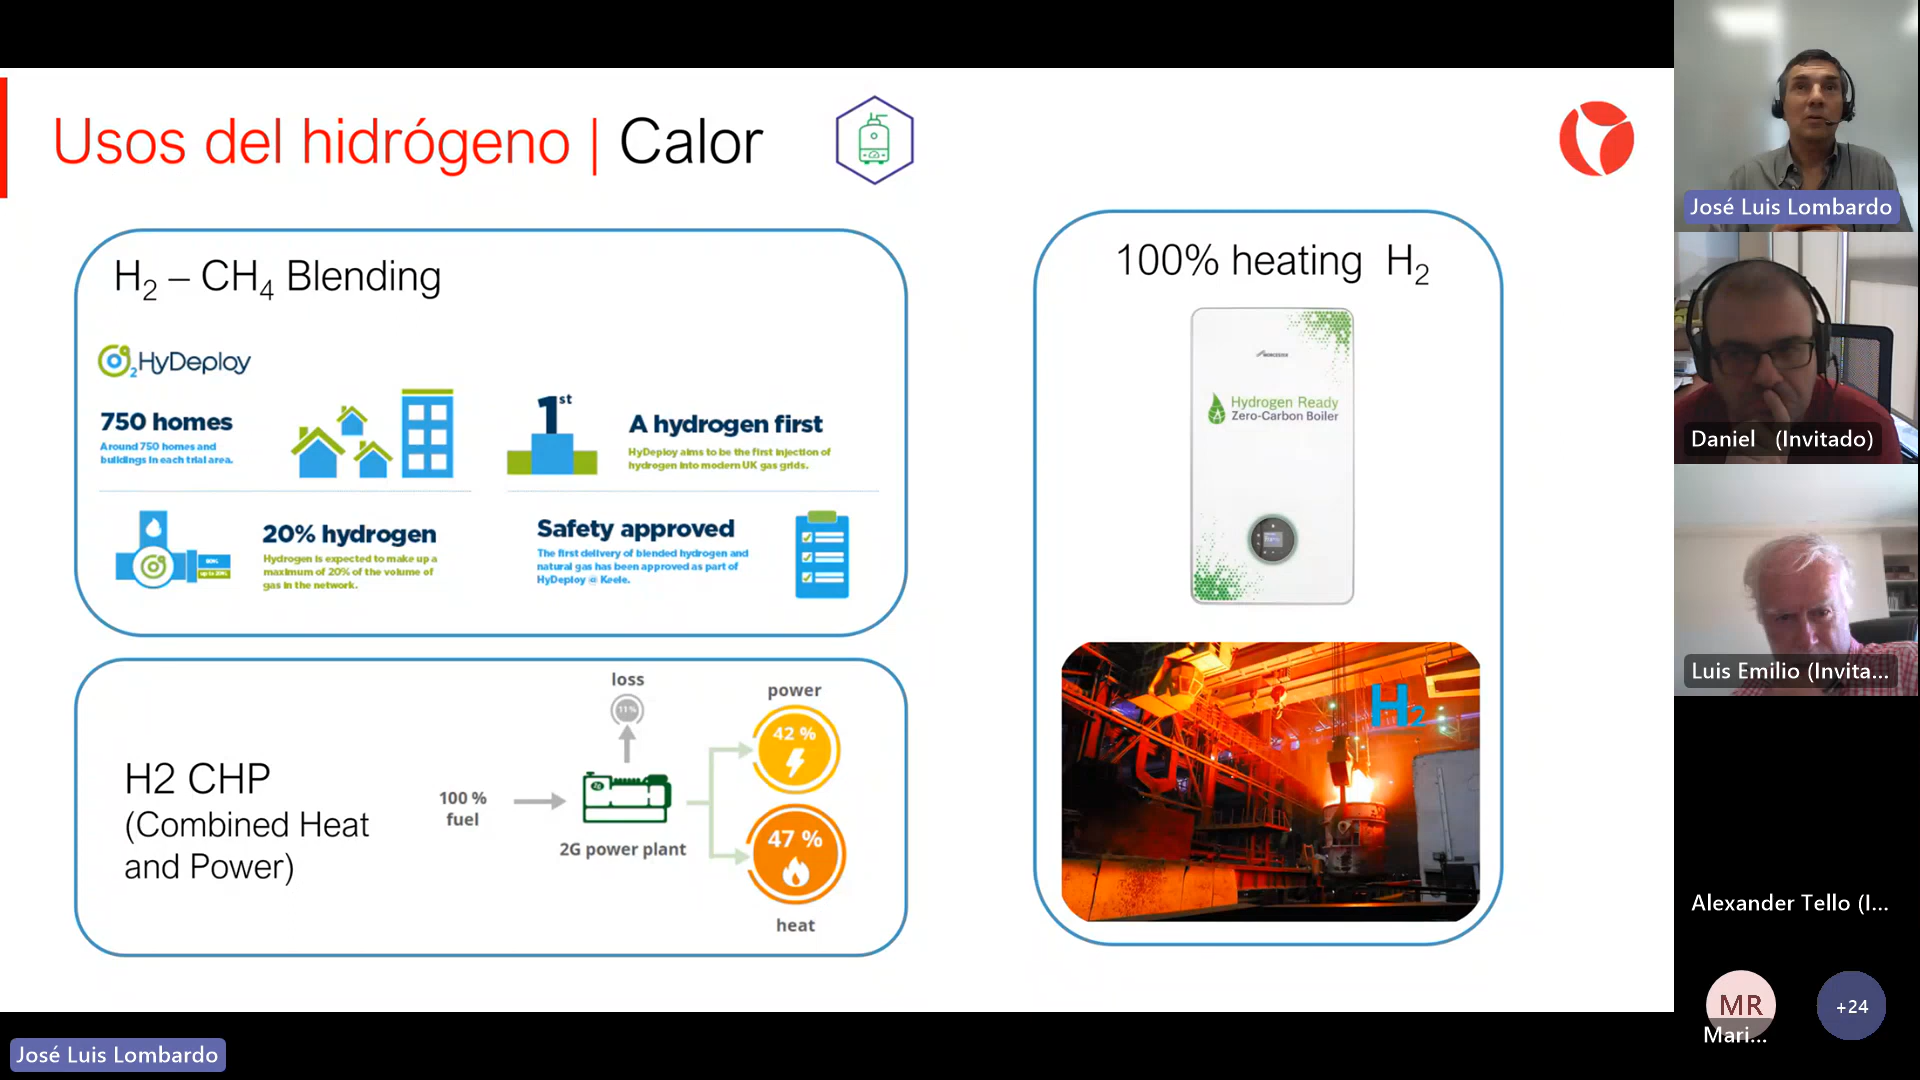 Usos del hidrógeno | Calor
H2 – CH4 Blending
HyDeploy
750 homes
Around 750 homes and
buildings in each trial area.
1st
A hydrogen first
HyDeploy aims to be the first injection of
hydrogen into modern UK gas grids.
20% hydrogen
Hydrogen is expected to make up a
maximum of 20% of the volume of
gas in the network.
Safety approved
The first delivery of blended hydrogen and
natural gas has been approved as part of
HyDeploy @ Keele.
H2 CHP
(Combined Heat
and Power)
100 %
fuel
loss
11%
2G power plant
power
42 %
47 %
heat
100% heating H2
WORCESTER
Hydrogen Ready
Zero-Carbon Boiler
H2
José Luis Lombardo
Daniel (Invitado)
Luis Emilio (Invita...
Alexander Tello (I...
MR
Mari...
+24
José Luis Lombardo